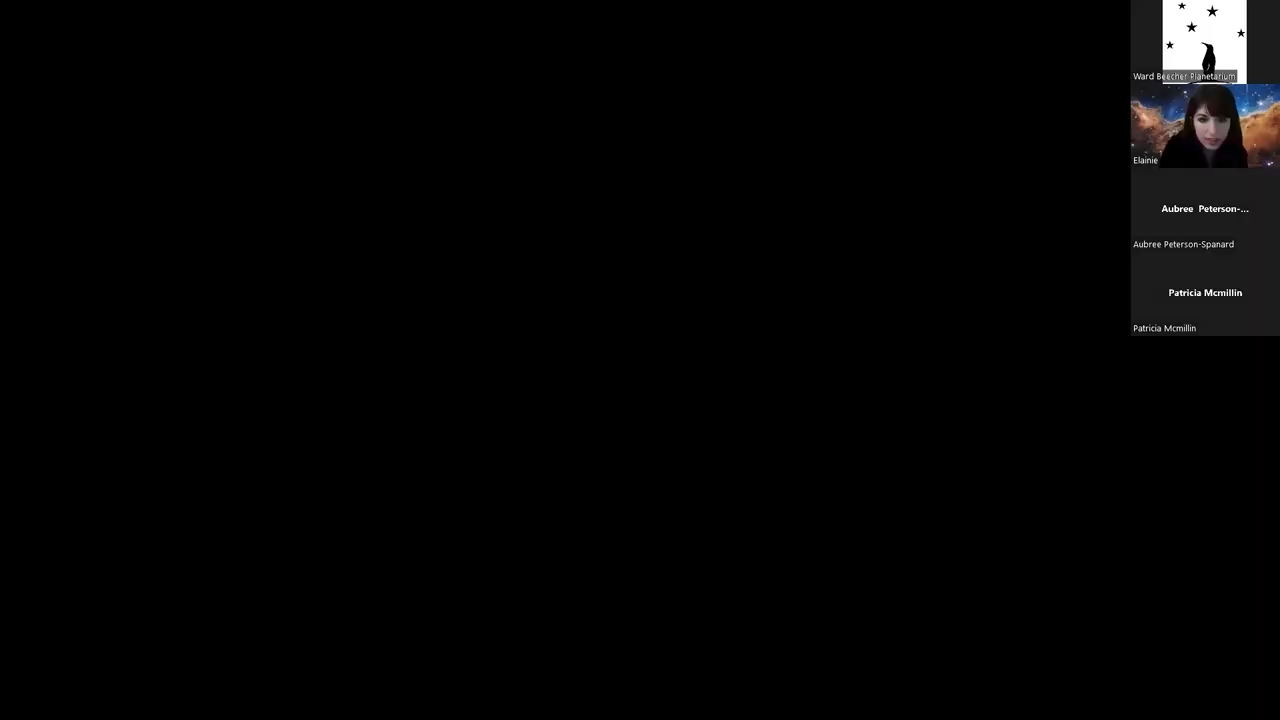 Ward Beecher Planetarium
Elainie
Aubree Peterson-...
Aubree Peterson-Spanard
Patricia Mcmillin
Patricia Mcmillin